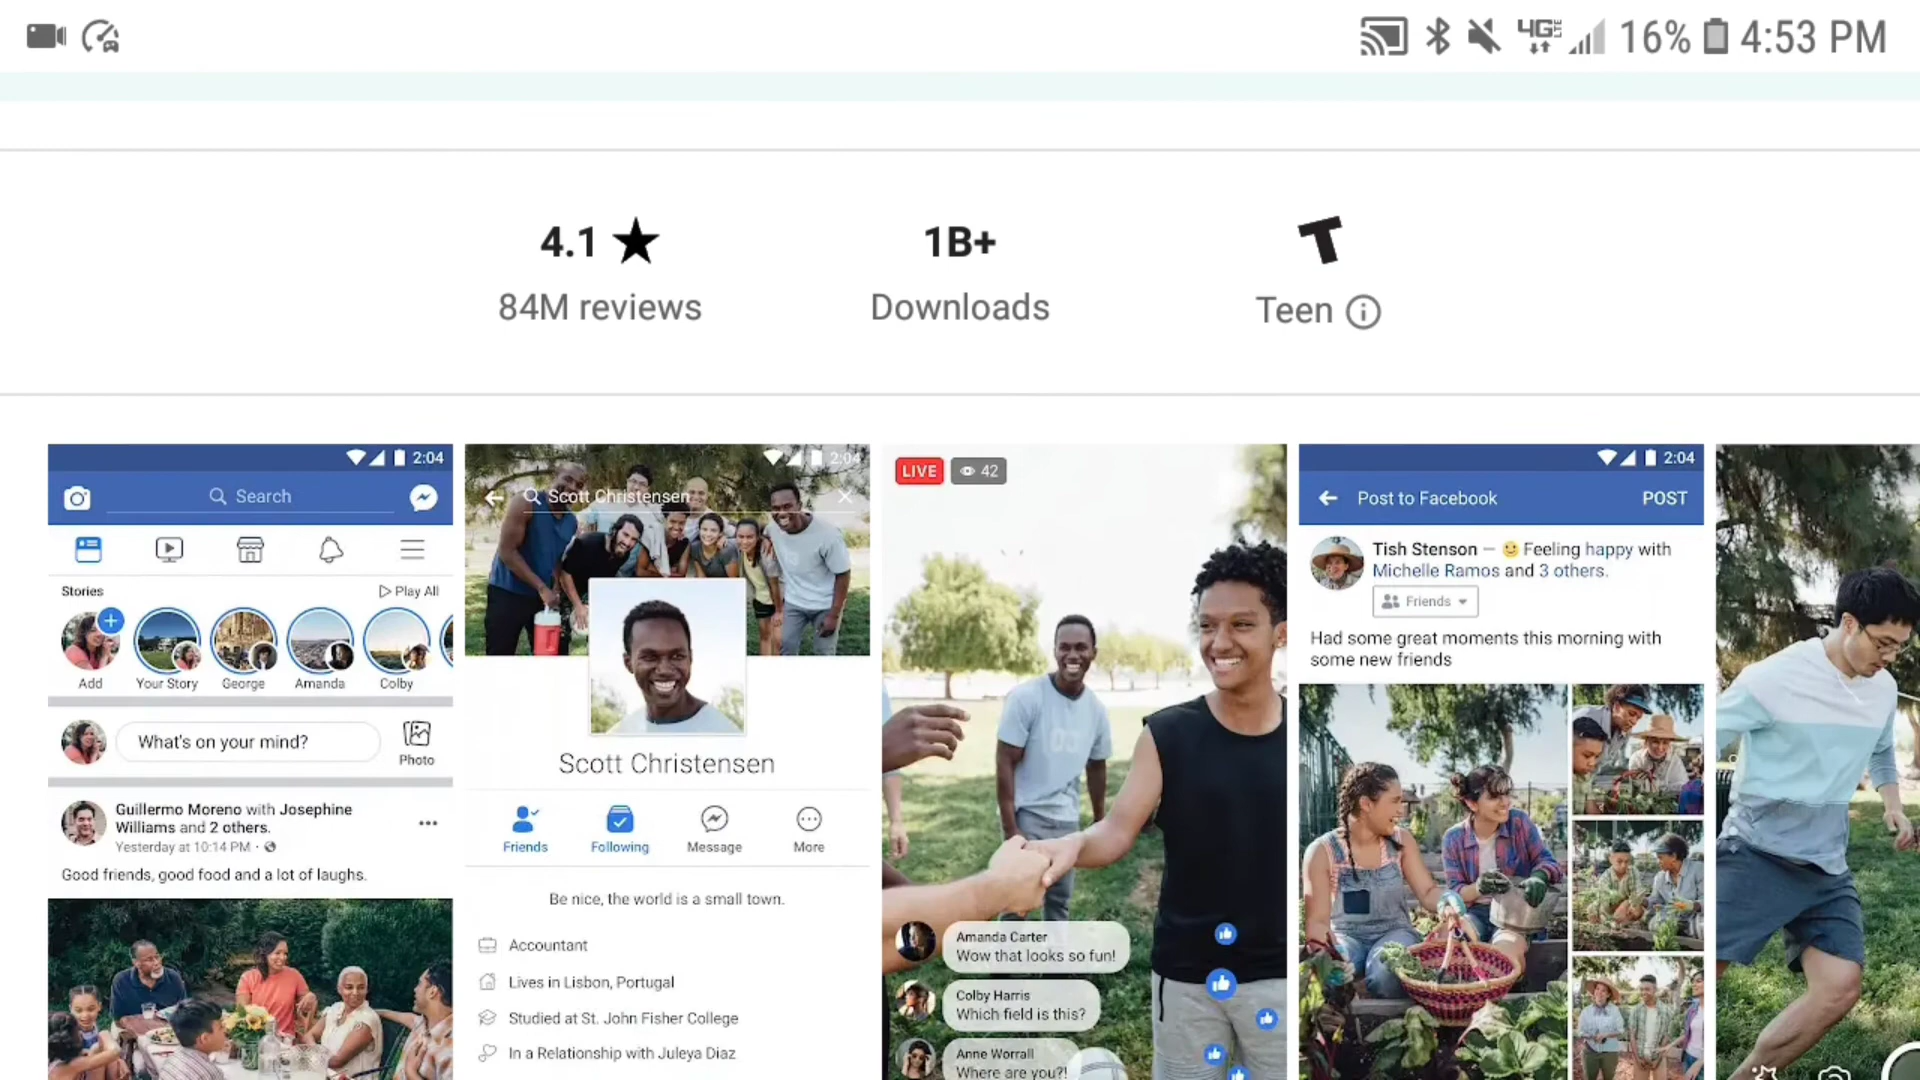 4G LTE 16% 4:53 PM
4.1 ★ 1B+ T
84M reviews Downloads Teen
2:04
Search
Stories Play All
Add Your Story George Amanda Colby
What's on your mind?
Photo
Guillermo Moreno with Josephine
Williams and 2 others.
Yesterday at 10:14 PM ·
Good friends, good food and a lot of laughs.
2:04
Scott Christensen
Scott Christensen
Friends Following Message More
Be nice, the world is a small town.
Accountant
Lives in Lisbon, Portugal
Studied at St. John Fisher College
In a Relationship with Juleya Diaz
LIVE 42
Amanda Carter
Wow that looks so fun!
Colby Harris
Which field is this?
Anne Worrall
Where are you?!
2:04
Post to Facebook POST
Tish Stenson — 🙂 Feeling happy with
Michelle Ramos and 3 others.
Friends
Had some great moments this morning with
some new friends